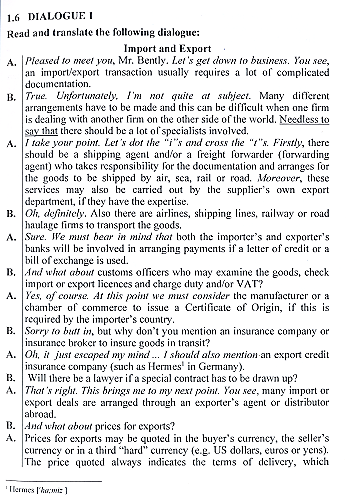 1.6 DIALOGUE 1
Read and translate the following dialogue:
Import and Export
A. Pleased to meet you, Mr. Bently. Let's get down to business. You see,
an import/export transaction usually requires a lot of complicated
documentation.
B. True. Unfortunately, I'm not quite at subject. Many different
arrangements have to be made and this can be difficult when one firm
is dealing with another firm on the other side of the world. Needless to
say that there should be a lot of specialists involved.
A. I take your point. Let's dot the "i"s and cross the "t"s. Firstly, there
should be a shipping agent and/or a freight forwarder (forwarding
agent) who takes responsibility for the documentation and arranges for
the goods to be shipped by air, sea, rail or road. Moreover, these
services may also be carried out by the supplier's own export
department, if they have the expertise.
B. Oh, definitely. Also there are airlines, shipping lines, railway or road
haulage firms to transport the goods.
A. Sure. We must bear in mind that both the importer's and exporter's
banks will be involved in arranging payments if a letter of credit or a
bill of exchange is used.
B. And what about customs officers who may examine the goods, check
import or export licences and charge duty and/or VAT?
A. Yes, of course. At this point we must consider the manufacturer or a
chamber of commerce to issue a Certificate of Origin, if this is
required by the importer's country.
B. Sorry to butt in, but why don't you mention an insurance company or
insurance broker to insure goods in transit?
A. Oh, it just escaped my mind ... I should also mention an export credit
insurance company (such as Hermes¹ in Germany).
B. Will there be a lawyer if a special contract has to be drawn up?
A. That's right. This brings me to my next point. You see, many import or
export deals are arranged through an exporter's agent or distributor
abroad.
B. And what about prices for exports?
A. Prices for exports may be quoted in the buyer's currency, the seller's
currency or in a third "hard" currency (e.g. US dollars, euros or yens).
The price quoted always indicates the terms of delivery, which
¹ Hermes